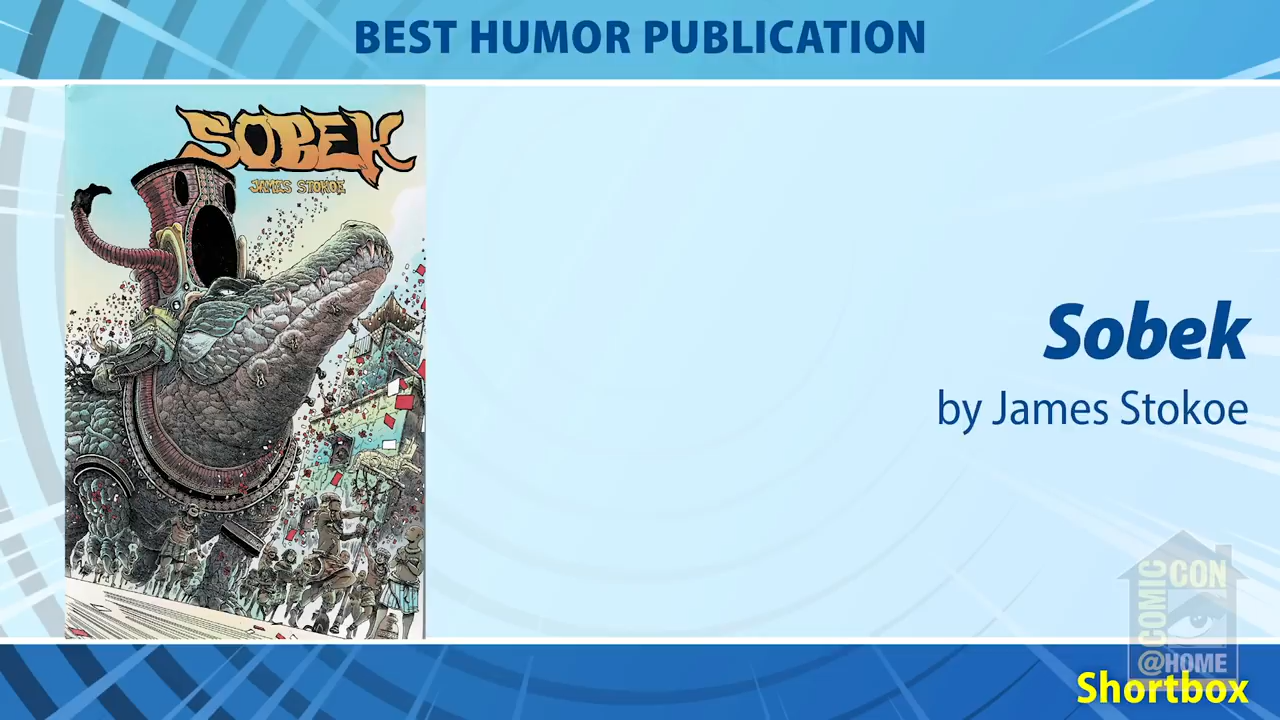 BEST HUMOR PUBLICATION
SOBEK
JAMES STOKOE
Sobek
by James Stokoe
COMIC
CON
@HOME
Shortbox